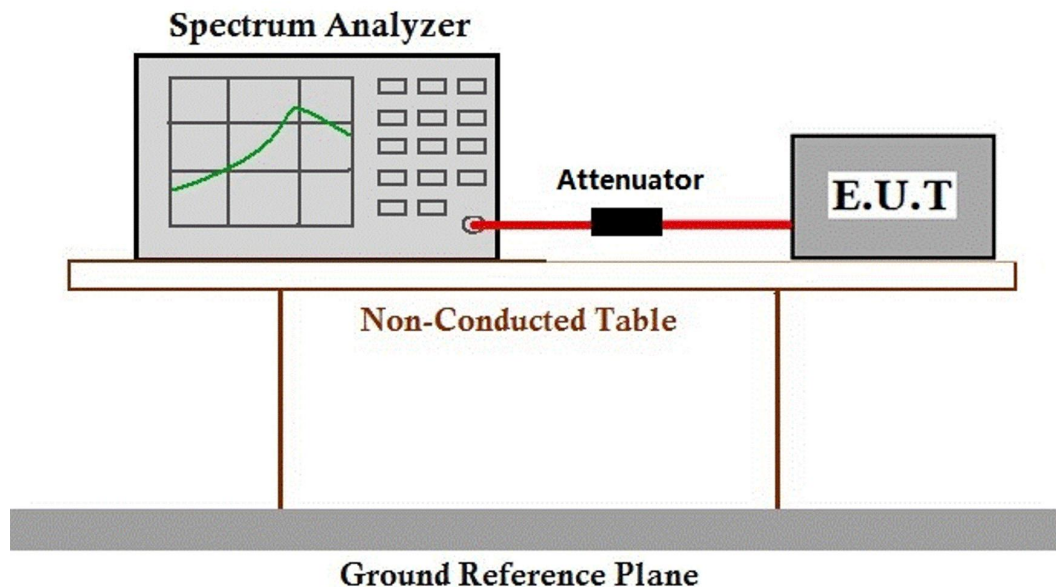 Spectrum Analyzer
Attenuator
E.U.T
Non-Conducted Table
Ground Reference Plane